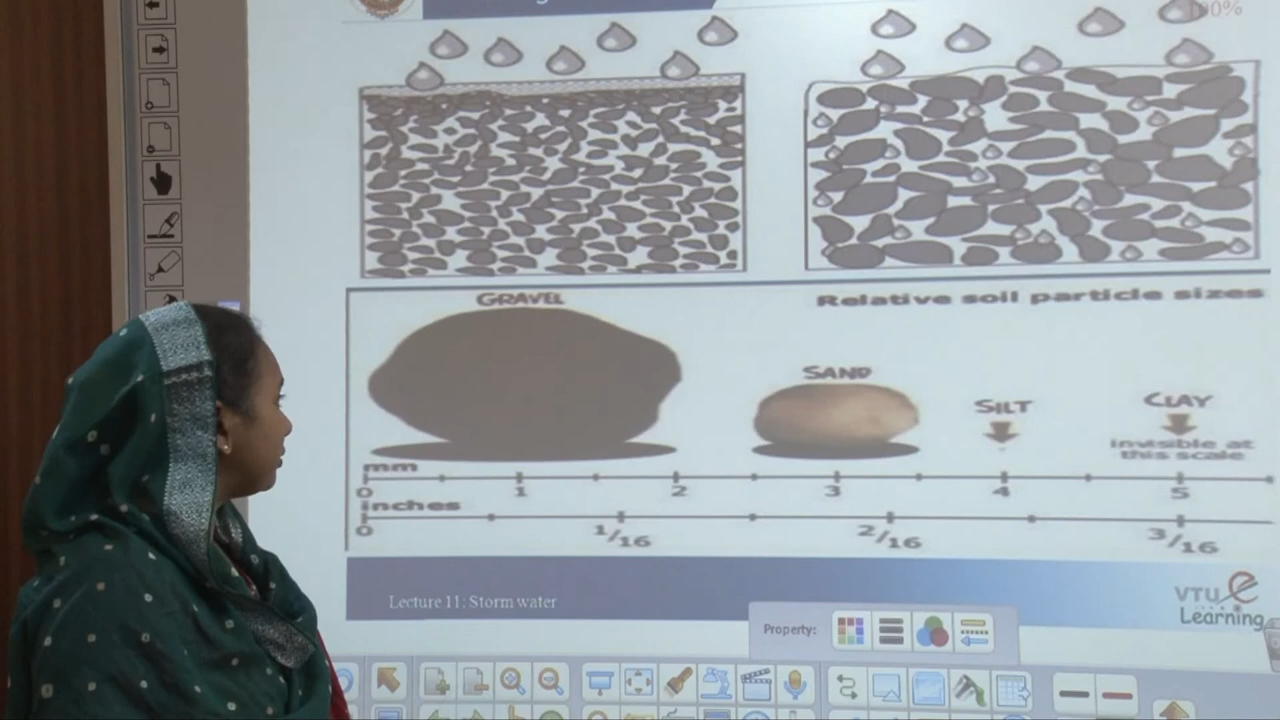 100%
GRAVEL
Relative soil particle sizes
SAND
SILT
CLAY
invisible at
this scale
mm
0 1 2 3 4 5
inches
0 1/16 2/16 3/16
Lecture 11: Storm water
VTU e
Learning
Property: